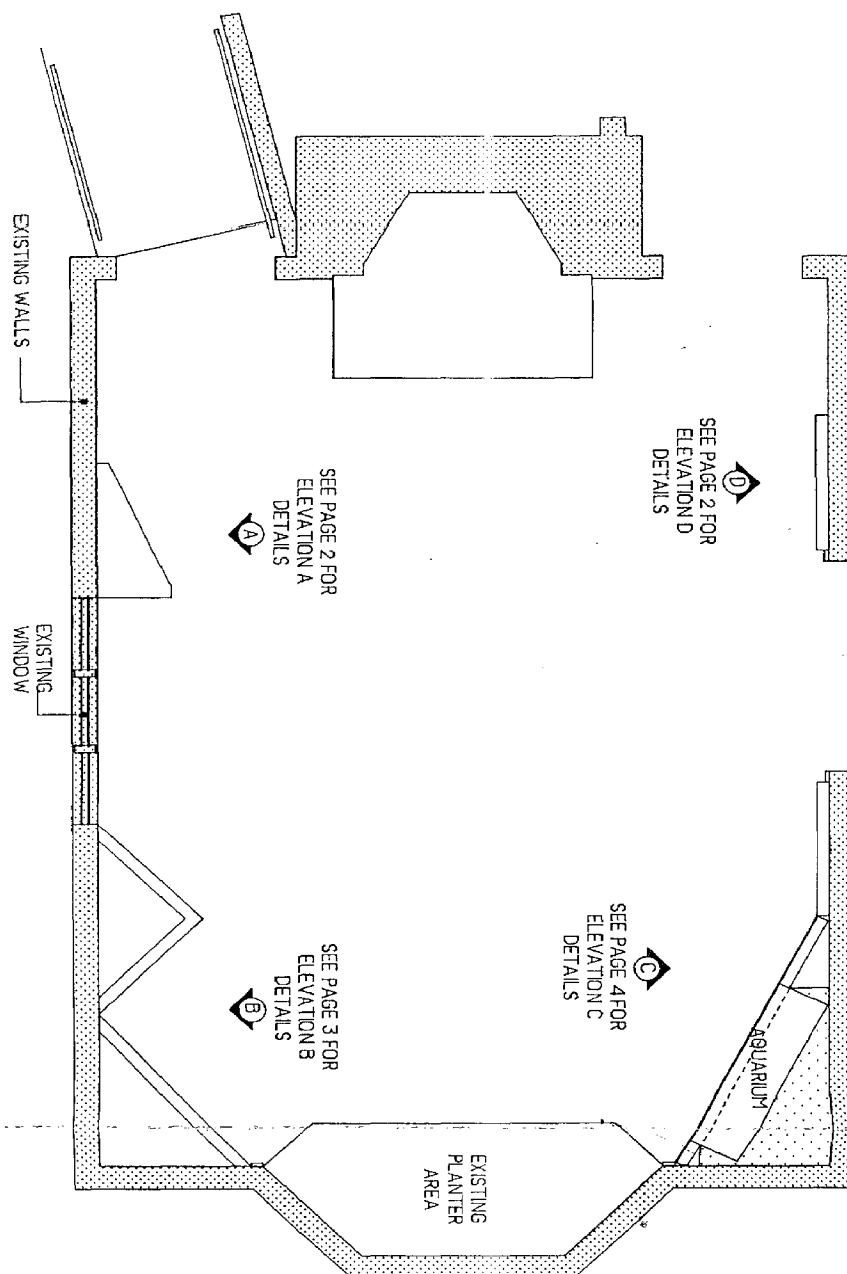 SEE PAGE 2 FOR
ELEVATION D
DETAILS
D
SEE PAGE 4 FOR
ELEVATION C
DETAILS
C
AQUARIUM
SEE PAGE 2 FOR
ELEVATION A
DETAILS
A
SEE PAGE 3 FOR
ELEVATION B
DETAILS
B
EXISTING
PLANTER
AREA
EXISTING WALLS
EXISTING
WINDOW